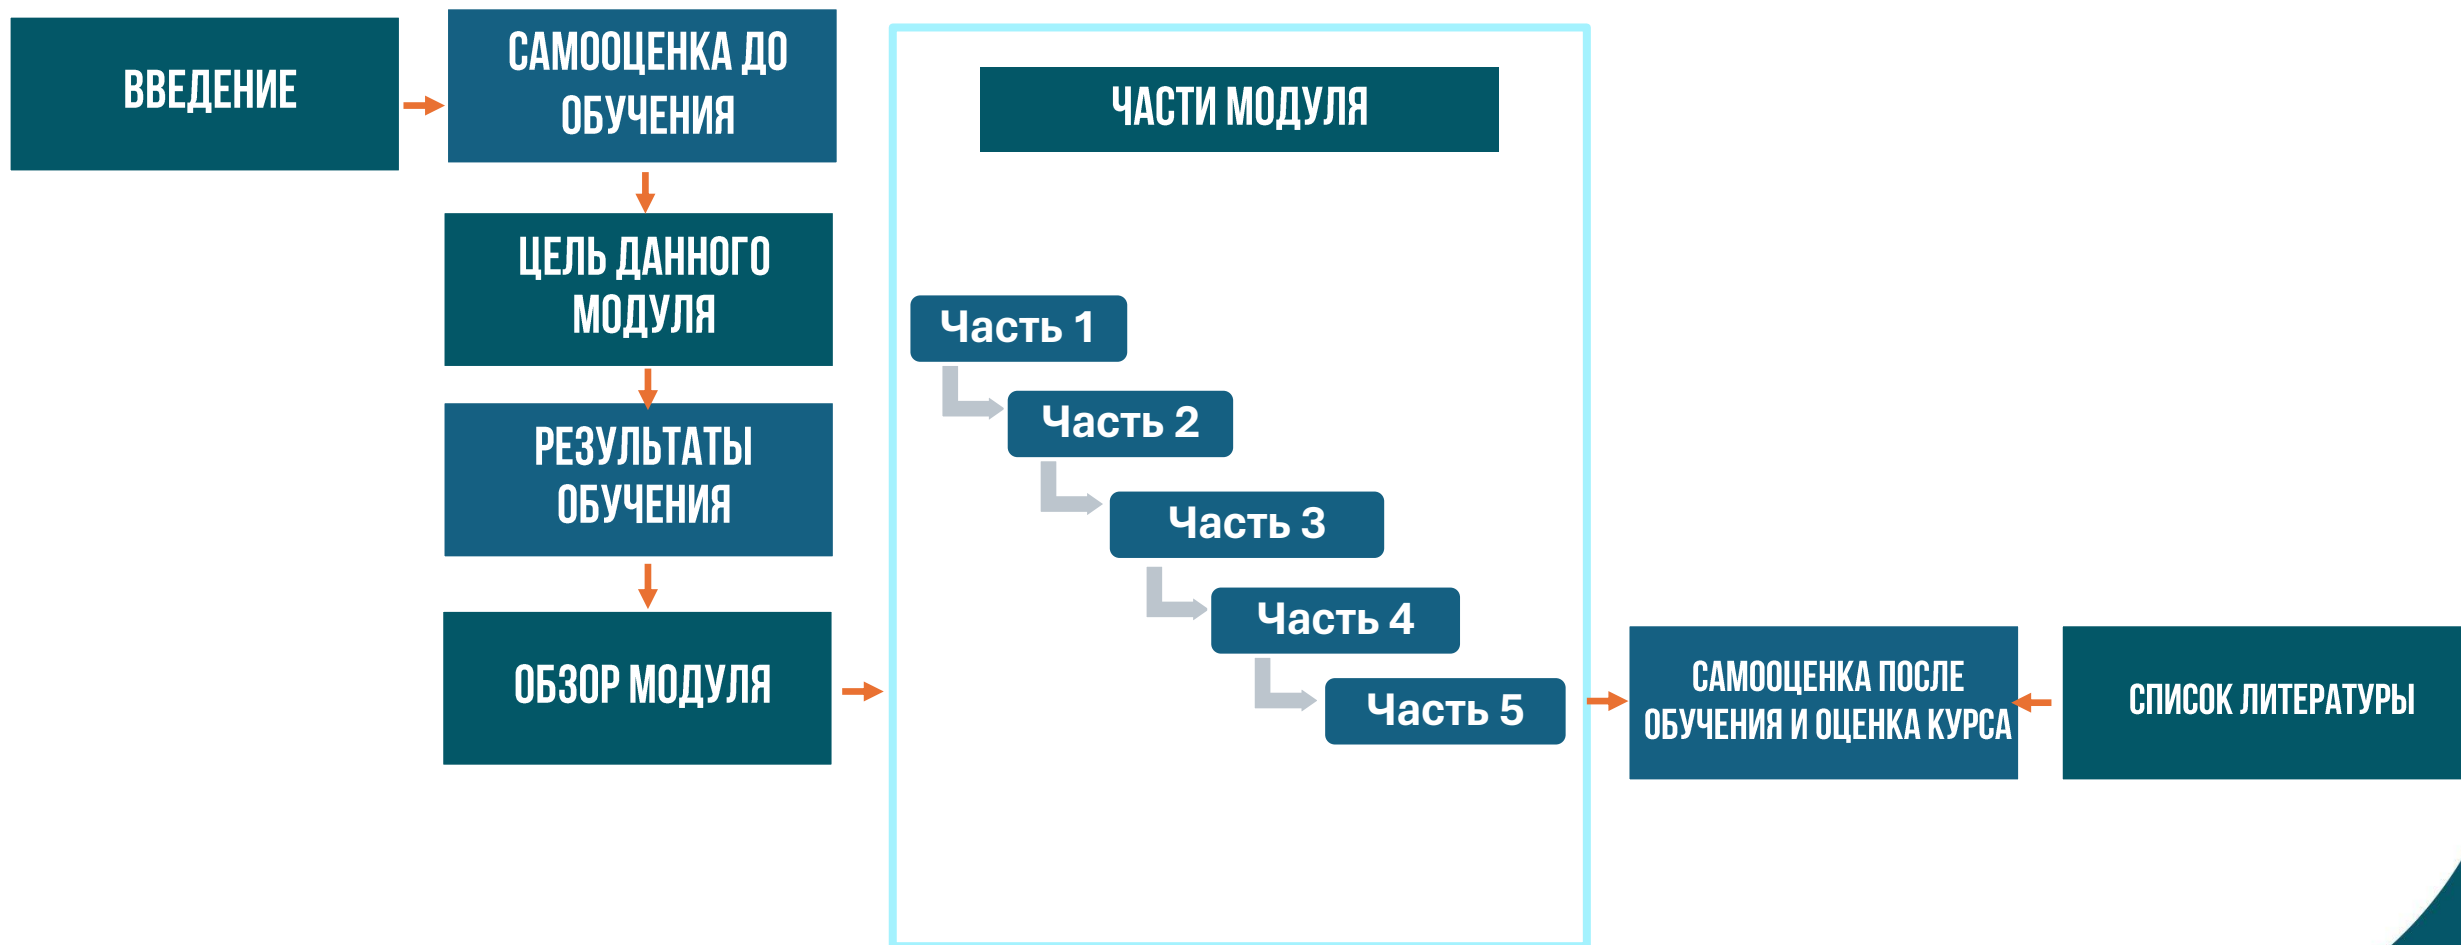 ВВЕДЕНИЕ
САМООЦЕНКА ДО
ОБУЧЕНИЯ
ЦЕЛЬ ДАННОГО
МОДУЛЯ
РЕЗУЛЬТАТЫ
ОБУЧЕНИЯ
ОБЗОР МОДУЛЯ
ЧАСТИ МОДУЛЯ
Часть 1
Часть 2
Часть 3
Часть 4
Часть 5
САМООЦЕНКА ПОСЛЕ
ОБУЧЕНИЯ И ОЦЕНКА КУРСА
СПИСОК ЛИТЕРАТУРЫ